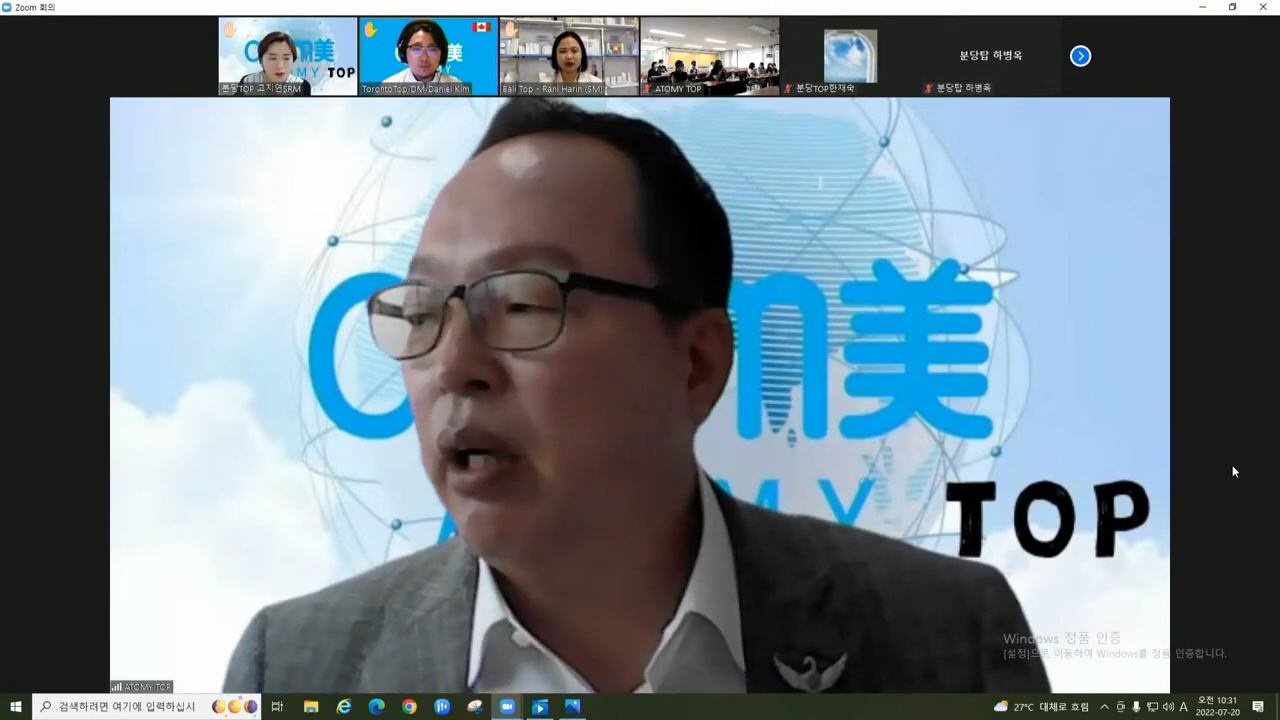 Zoom 회의
TOP
분당TOP 고지연SRM
TorontoTop/DM/Daniel Kim
Bali Top - Rani Harin (SM)
ATOMY TOP
분당TOP한재숙
분당탑 하병옥
분당탑 하병옥
美
TOP
Windows 정품 인증
[설정]으로 이동하여 Windows를 정품 인증합니다.
ATOMY TOP
검색하려면 여기에 입력하십시
27℃ 대체로 흐림
A
오전 10:31
2022-07-20